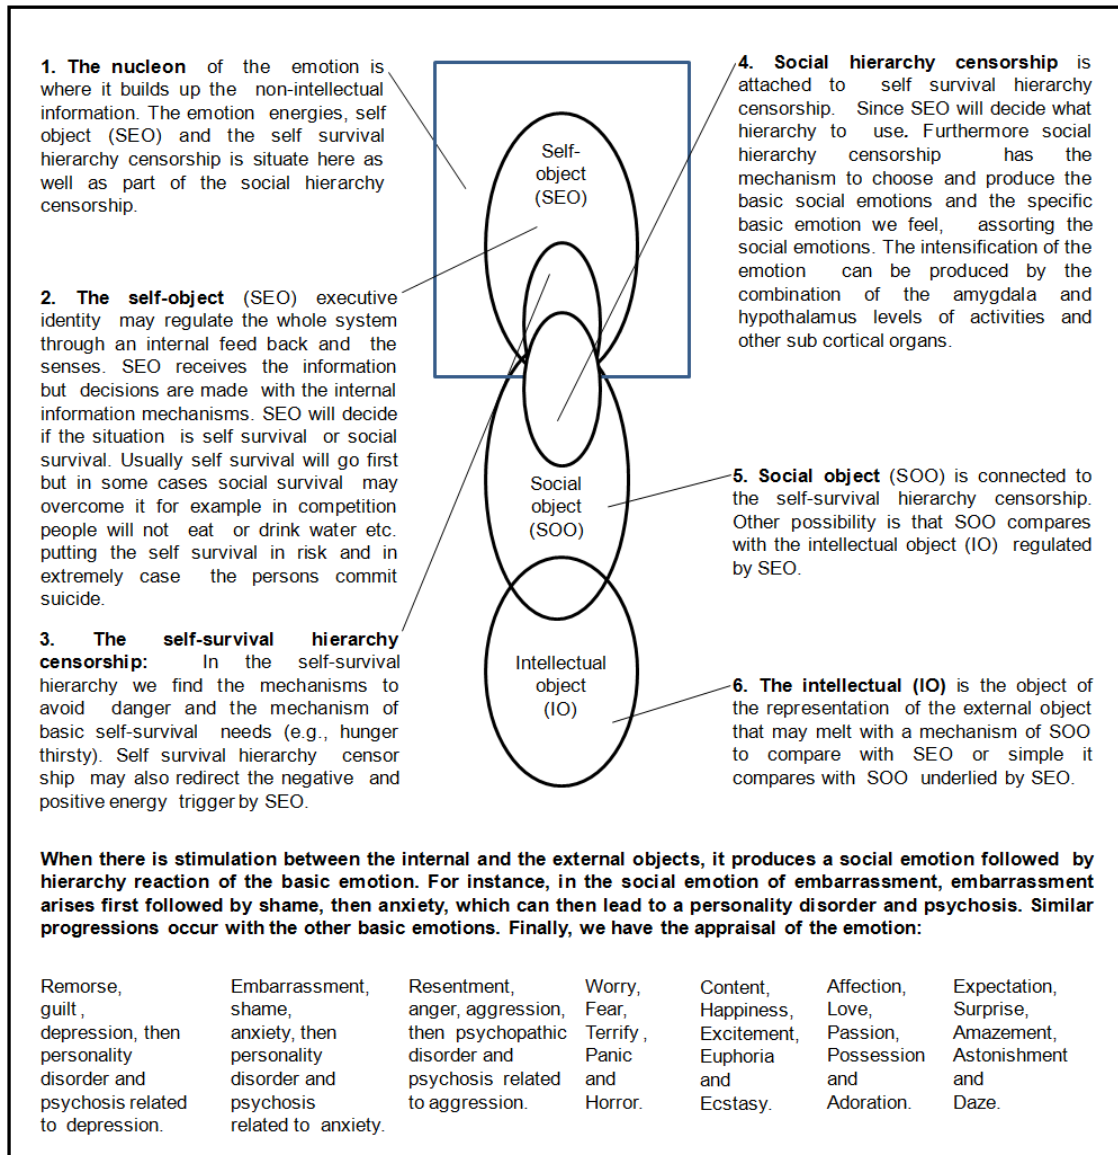 1. The nucleon of the emotion is
where it builds up the non-intellectual
information. The emotion energies, self
object (SEO) and the self survival
hierarchy censorship is situate here as
well as part of the social hierarchy
censorship.
2. The self-object (SEO) executive
identity may regulate the whole system
through an internal feed back and the
senses. SEO receives the information
but decisions are made with the internal
information mechanisms. SEO will decide
if the situation is self survival or social
survival. Usually self survival will go first
but in some cases social survival may
overcome it for example in competition
people will not eat or drink water etc.
putting the self survival in risk and in
extremely case the persons commit
suicide.
3. The self-survival hierarchy
censorship: In the self-survival
hierarchy we find the mechanisms to
avoid danger and the mechanism of
basic self-survival needs (e.g., hunger
thirsty). Self survival hierarchy censor
ship may also redirect the negative and
positive energy trigger by SEO.
Self-
object
(SEO)
Social
object
(SOO)
Intellectual
object
(IO)
4. Social hierarchy censorship is
attached to self survival hierarchy
censorship. Since SEO will decide what
hierarchy to use. Furthermore social
hierarchy censorship has the
mechanism to choose and produce the
basic social emotions and the specific
basic emotion we feel, assorting the
social emotions. The intensification of the
emotion can be produced by the
combination of the amygdala and
hypothalamus levels of activities and
other sub cortical organs.
5. Social object (SOO) is connected to
the self-survival hierarchy censorship.
Other possibility is that SOO compares
with the intellectual object (IO) regulated
by SEO.
6. The intellectual (IO) is the object of
the representation of the external object
that may melt with a mechanism of SOO
to compare with SEO or simple it
compares with SOO underlied by SEO.
When there is stimulation between the internal and the external objects, it produces a social emotion followed by
hierarchy reaction of the basic emotion. For instance, in the social emotion of embarrassment, embarrassment
arises first followed by shame, then anxiety, which can then lead to a personality disorder and psychosis. Similar
progressions occur with the other basic emotions. Finally, we have the appraisal of the emotion:
Remorse,
guilt ,
depression, then
personality
disorder and
psychosis related
to depression.
Embarrassment,
shame,
anxiety, then
personality
disorder and
psychosis
related to anxiety.
Resentment,
anger, aggression,
then psychopathic
disorder and
psychosis related
to aggression.
Worry,
Fear,
Terrify ,
Panic
and
Horror.
Content,
Happiness,
Excitement,
Euphoria
and
Ecstasy.
Affection,
Love,
Passion,
Possession
and
Adoration.
Expectation,
Surprise,
Amazement,
Astonishment
and
Daze.